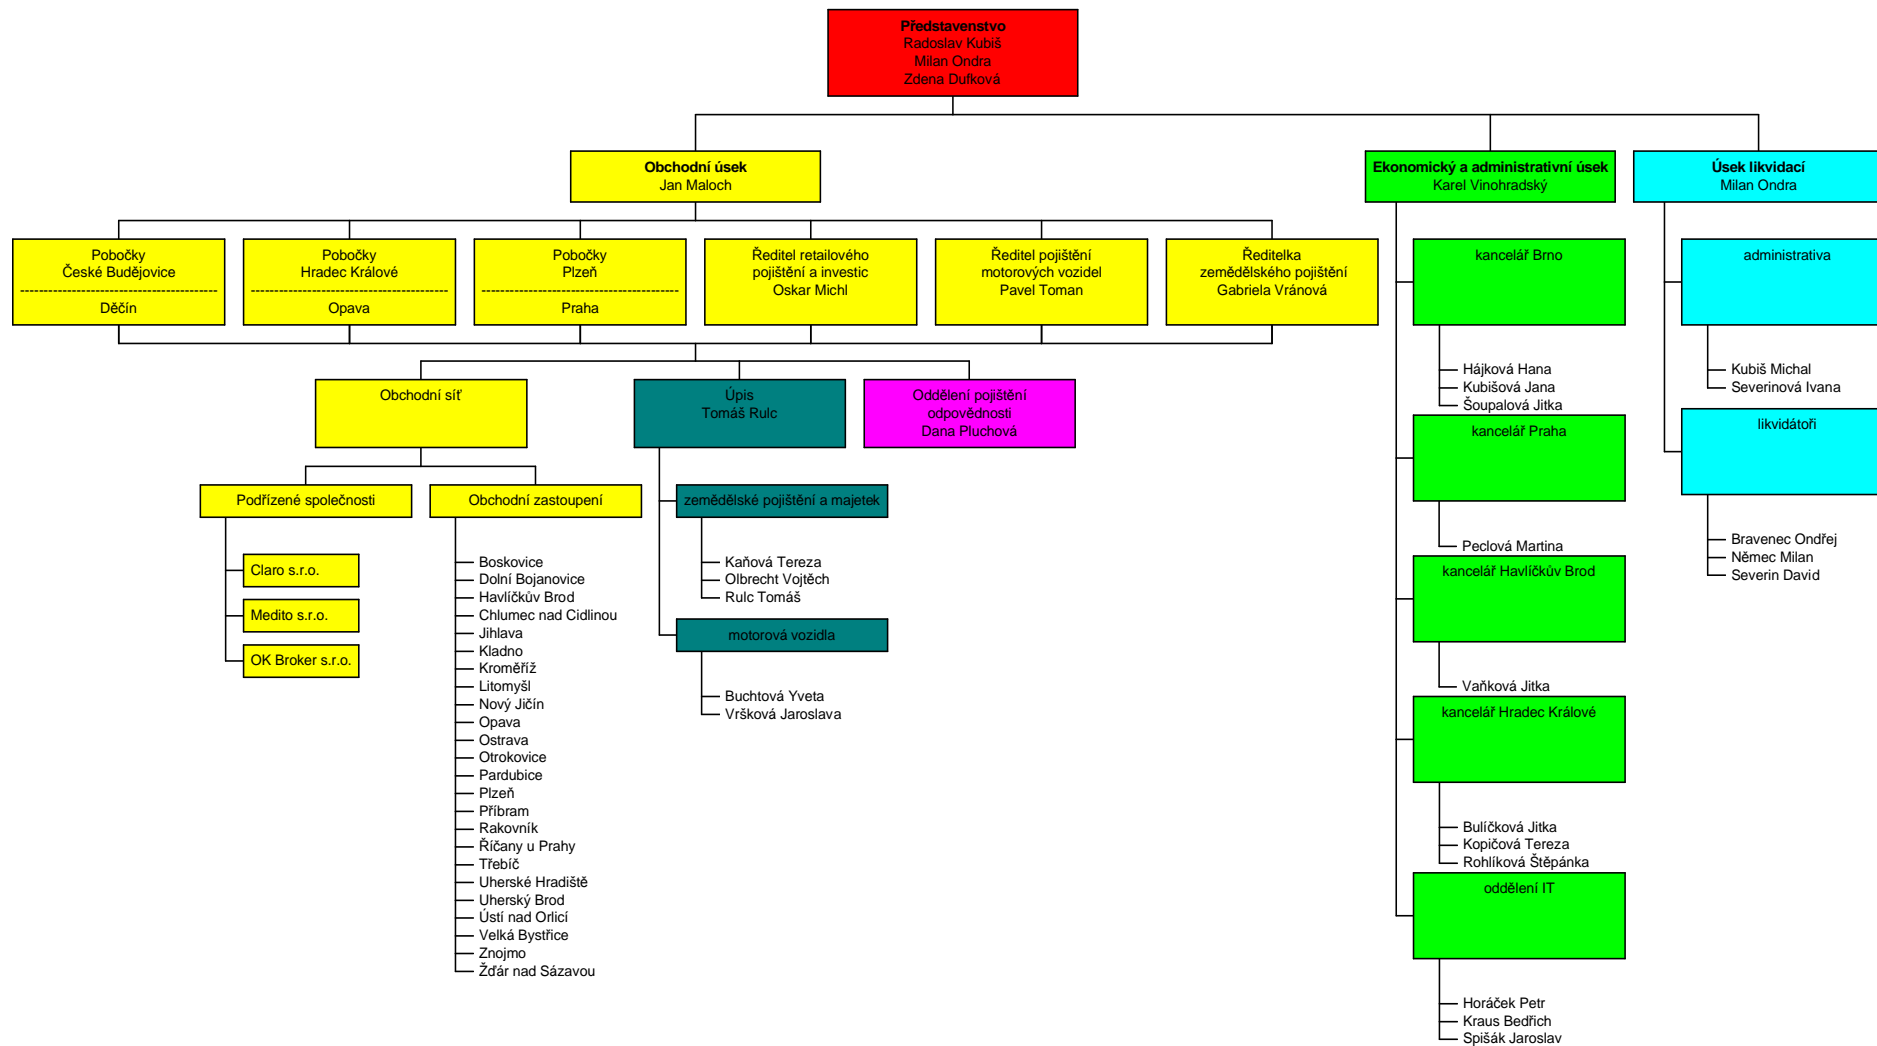 Představenstvo
Radoslav Kubiš
Milan Ondra
Zdena Dufková
Obchodní úsek
Jan Maloch
Ekonomický a administrativní úsek
Karel Vinohradský
Úsek likvidací
Milan Ondra
Pobočky
České Budějovice
------------------------------------------
Děčín
Pobočky
Hradec Králové
------------------------------------------
Opava
Pobočky
Plzeň
------------------------------------------
Praha
Ředitel retailového
pojištění a investic
Oskar Michl
Ředitel pojištění
motorových vozidel
Pavel Toman
Ředitelka
zemědělského pojištění
Gabriela Vránová
Obchodní síť
Úpis
Tomáš Rulc
Oddělení pojištění
odpovědnosti
Dana Pluchová
Podřízené společnosti
Claro s.r.o.
Medito s.r.o.
OK Broker s.r.o.
Obchodní zastoupení
Boskovice
Dolní Bojanovice
Havlíčkův Brod
Chlumec nad Cidlinou
Jihlava
Kladno
Kroměříž
Litomyšl
Nový Jičín
Opava
Ostrava
Otrokovice
Pardubice
Plzeň
Příbram
Rakovník
Říčany u Prahy
Třebíč
Uherské Hradiště
Uherský Brod
Ústí nad Orlicí
Velká Bystřice
Znojmo
Žďár nad Sázavou
zemědělské pojištění a majetek
Kaňová Tereza
Olbrecht Vojtěch
Rulc Tomáš
motorová vozidla
Buchtová Yveta
Vršková Jaroslava
kancelář Brno
Hájková Hana
Kubišová Jana
Šoupalová Jitka
kancelář Praha
Peclová Martina
kancelář Havlíčkův Brod
Vaňková Jitka
kancelář Hradec Králové
Bulíčková Jitka
Kopičová Tereza
Rohlíková Štěpánka
oddělení IT
Horáček Petr
Kraus Bedřich
Spišák Jaroslav
administrativa
Kubiš Michal
Severinová Ivana
likvidátoři
Bravenec Ondřej
Němec Milan
Severin David